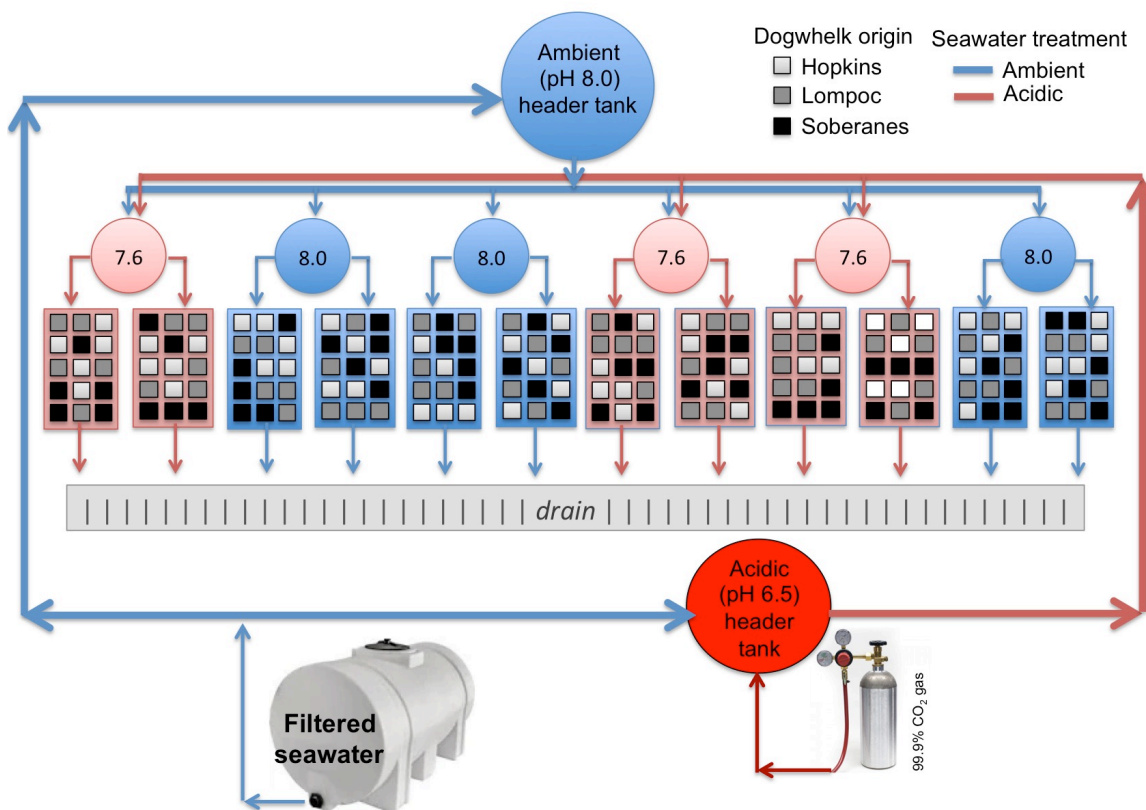 Ambient
(pH 8.0)
header tank
Dogwhelk origin
Hopkins
Lompoc
Soberanes
Seawater treatment
Ambient
Acidic
7.6
8.0
8.0
7.6
7.6
8.0
drain
Acidic
(pH 6.5)
header
tank
Filtered
seawater
99.9% CO₂ gas